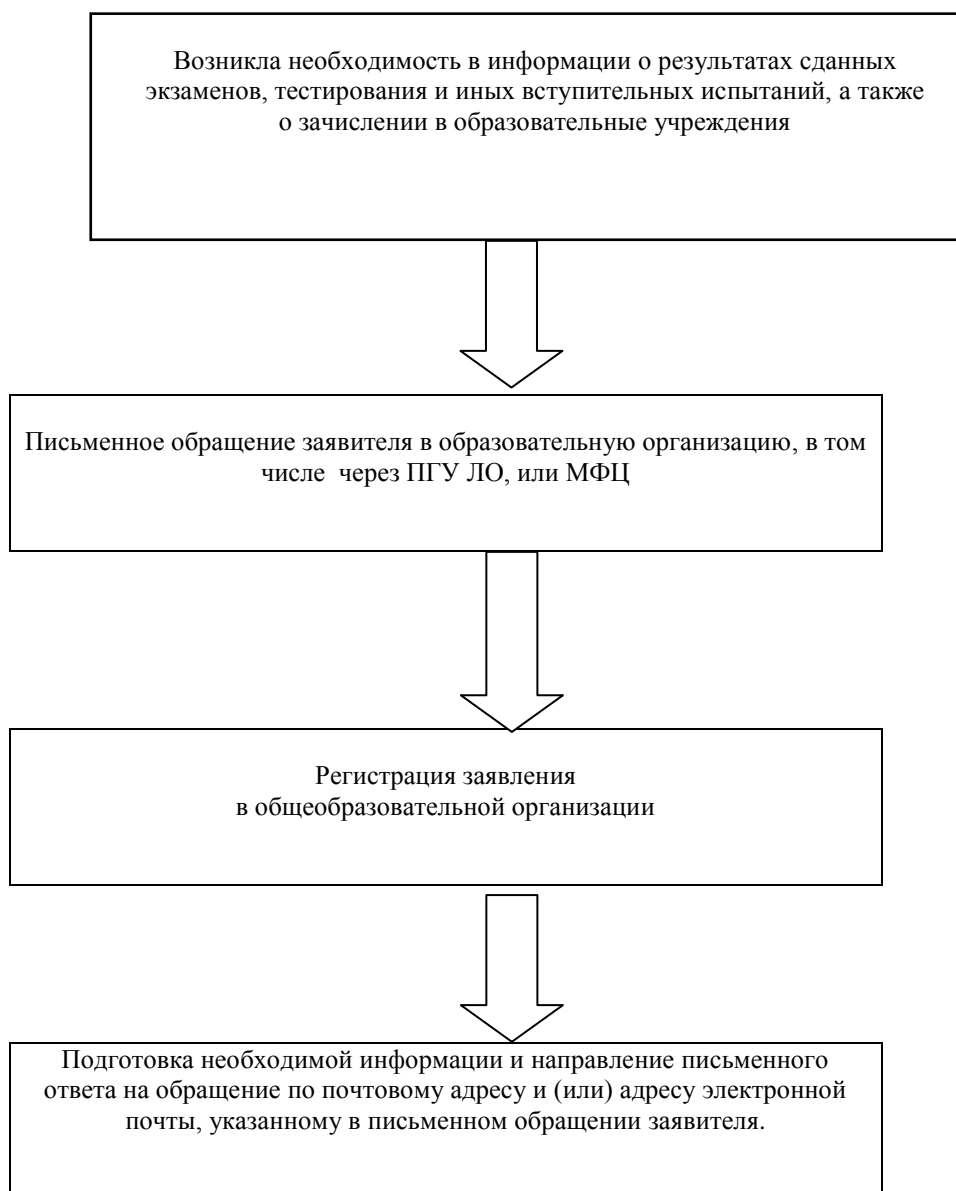 Возникла необходимость в информации о результатах сданных
экзаменов, тестирования и иных вступительных испытаний, а также
о зачислении в образовательные учреждения
Письменное обращение заявителя в образовательную организацию, в том
числе  через ПГУ ЛО, или МФЦ
Регистрация заявления
в общеобразовательной организации
Подготовка необходимой информации и направление письменного
ответа на обращение по почтовому адресу и (или) адресу электронной
почты, указанному в письменном обращении заявителя.